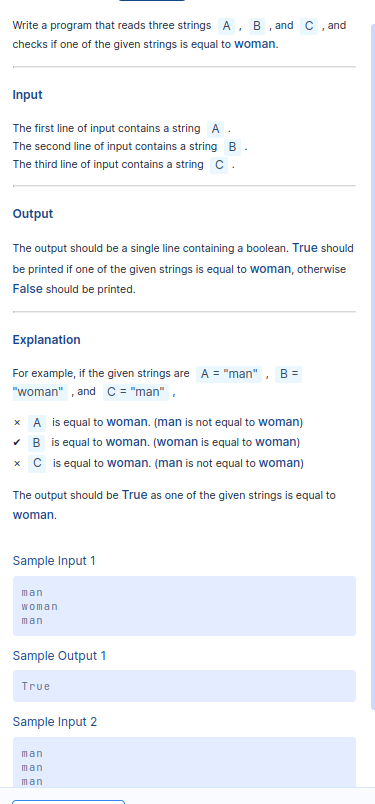 Write a program that reads three strings A , B , and C , and
checks if one of the given strings is equal to woman.
Input
The first line of input contains a string A .
The second line of input contains a string B .
The third line of input contains a string C .
Output
The output should be a single line containing a boolean. True should
be printed if one of the given strings is equal to woman, otherwise
False should be printed.
Explanation
For example, if the given strings are A = "man" , B =
"woman" , and C = "man" ,
× A is equal to woman. (man is not equal to woman)
✔ B is equal to woman. (woman is equal to woman)
× C is equal to woman. (man is not equal to woman)
The output should be True as one of the given strings is equal to
woman.
Sample Input 1
man
woman
man
Sample Output 1
True
Sample Input 2
man
man
man